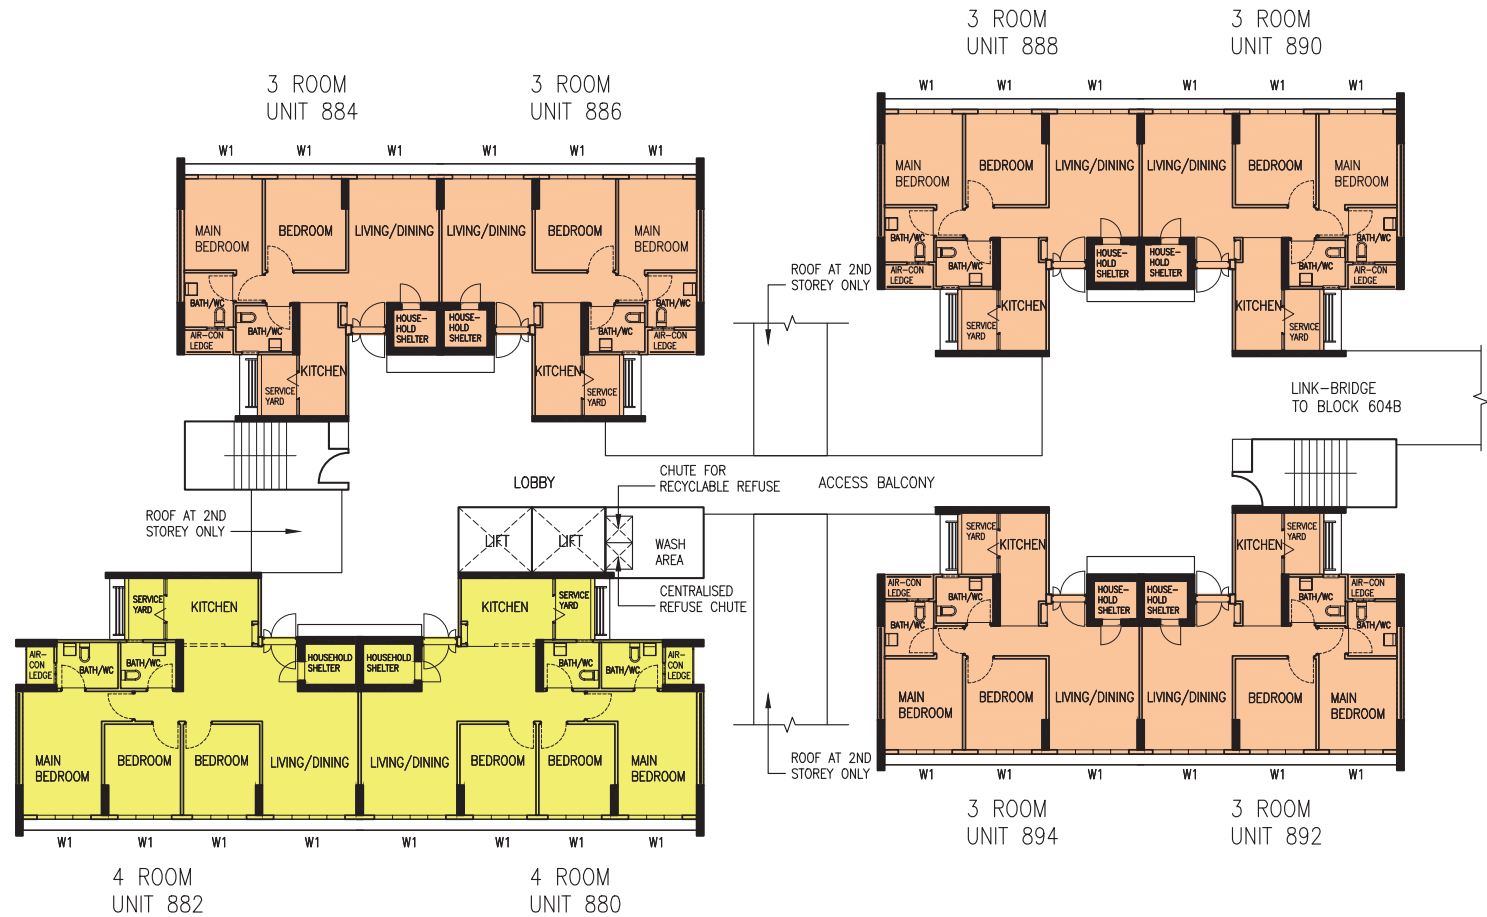 3 ROOM
UNIT 888
3 ROOM
UNIT 890
3 ROOM
UNIT 884
3 ROOM
UNIT 886
W1 W1 W1 W1 W1 W1
W1 W1 W1 W1 W1 W1
MAIN
BEDROOM
BEDROOM
LIVING/DINING
LIVING/DINING
BEDROOM
MAIN
BEDROOM
BATH/WC
BATH/WC
AIR-CON
LEDGE
HOUSE-
HOLD
SHELTER
HOUSE-
HOLD
SHELTER
BATH/WC
BATH/WC
AIR-CON
LEDGE
KITCHEN
SERVICE
YARD
KITCHEN
SERVICE
YARD
MAIN
BEDROOM
BEDROOM
LIVING/DINING
LIVING/DINING
BEDROOM
MAIN
BEDROOM
BATH/WC
BATH/WC
AIR-CON
LEDGE
HOUSE-
HOLD
SHELTER
HOUSE-
HOLD
SHELTER
BATH/WC
BATH/WC
AIR-CON
LEDGE
KITCHEN
SERVICE
YARD
KITCHEN
SERVICE
YARD
ROOF AT 2ND
STOREY ONLY
LINK-BRIDGE
TO BLOCK 604B
LOBBY
CHUTE FOR
RECYCLABLE REFUSE
ACCESS BALCONY
ROOF AT 2ND
STOREY ONLY
LIFT
LIFT
WASH
AREA
CENTRALISED
REFUSE CHUTE
SERVICE
YARD
KITCHEN
KITCHEN
SERVICE
YARD
AIR-
CON
LEDGE
BATH/WC
BATH/WC
HOUSEHOLD
SHELTER
HOUSEHOLD
SHELTER
BATH/WC
BATH/WC
AIR-
CON
LEDGE
MAIN
BEDROOM
BEDROOM
BEDROOM
LIVING/DINING
LIVING/DINING
BEDROOM
BEDROOM
MAIN
BEDROOM
W1 W1 W1 W1 W1 W1 W1 W1
4 ROOM
UNIT 882
4 ROOM
UNIT 880
SERVICE
YARD
KITCHEN
KITCHEN
SERVICE
YARD
AIR-CON
LEDGE
BATH/WC
BATH/WC
HOUSE-
HOLD
SHELTER
HOUSE-
HOLD
SHELTER
BATH/WC
BATH/WC
AIR-CON
LEDGE
MAIN
BEDROOM
BEDROOM
LIVING/DINING
LIVING/DINING
BEDROOM
MAIN
BEDROOM
ROOF AT 2ND
STOREY ONLY
W1 W1 W1 W1 W1 W1
3 ROOM
UNIT 894
3 ROOM
UNIT 892